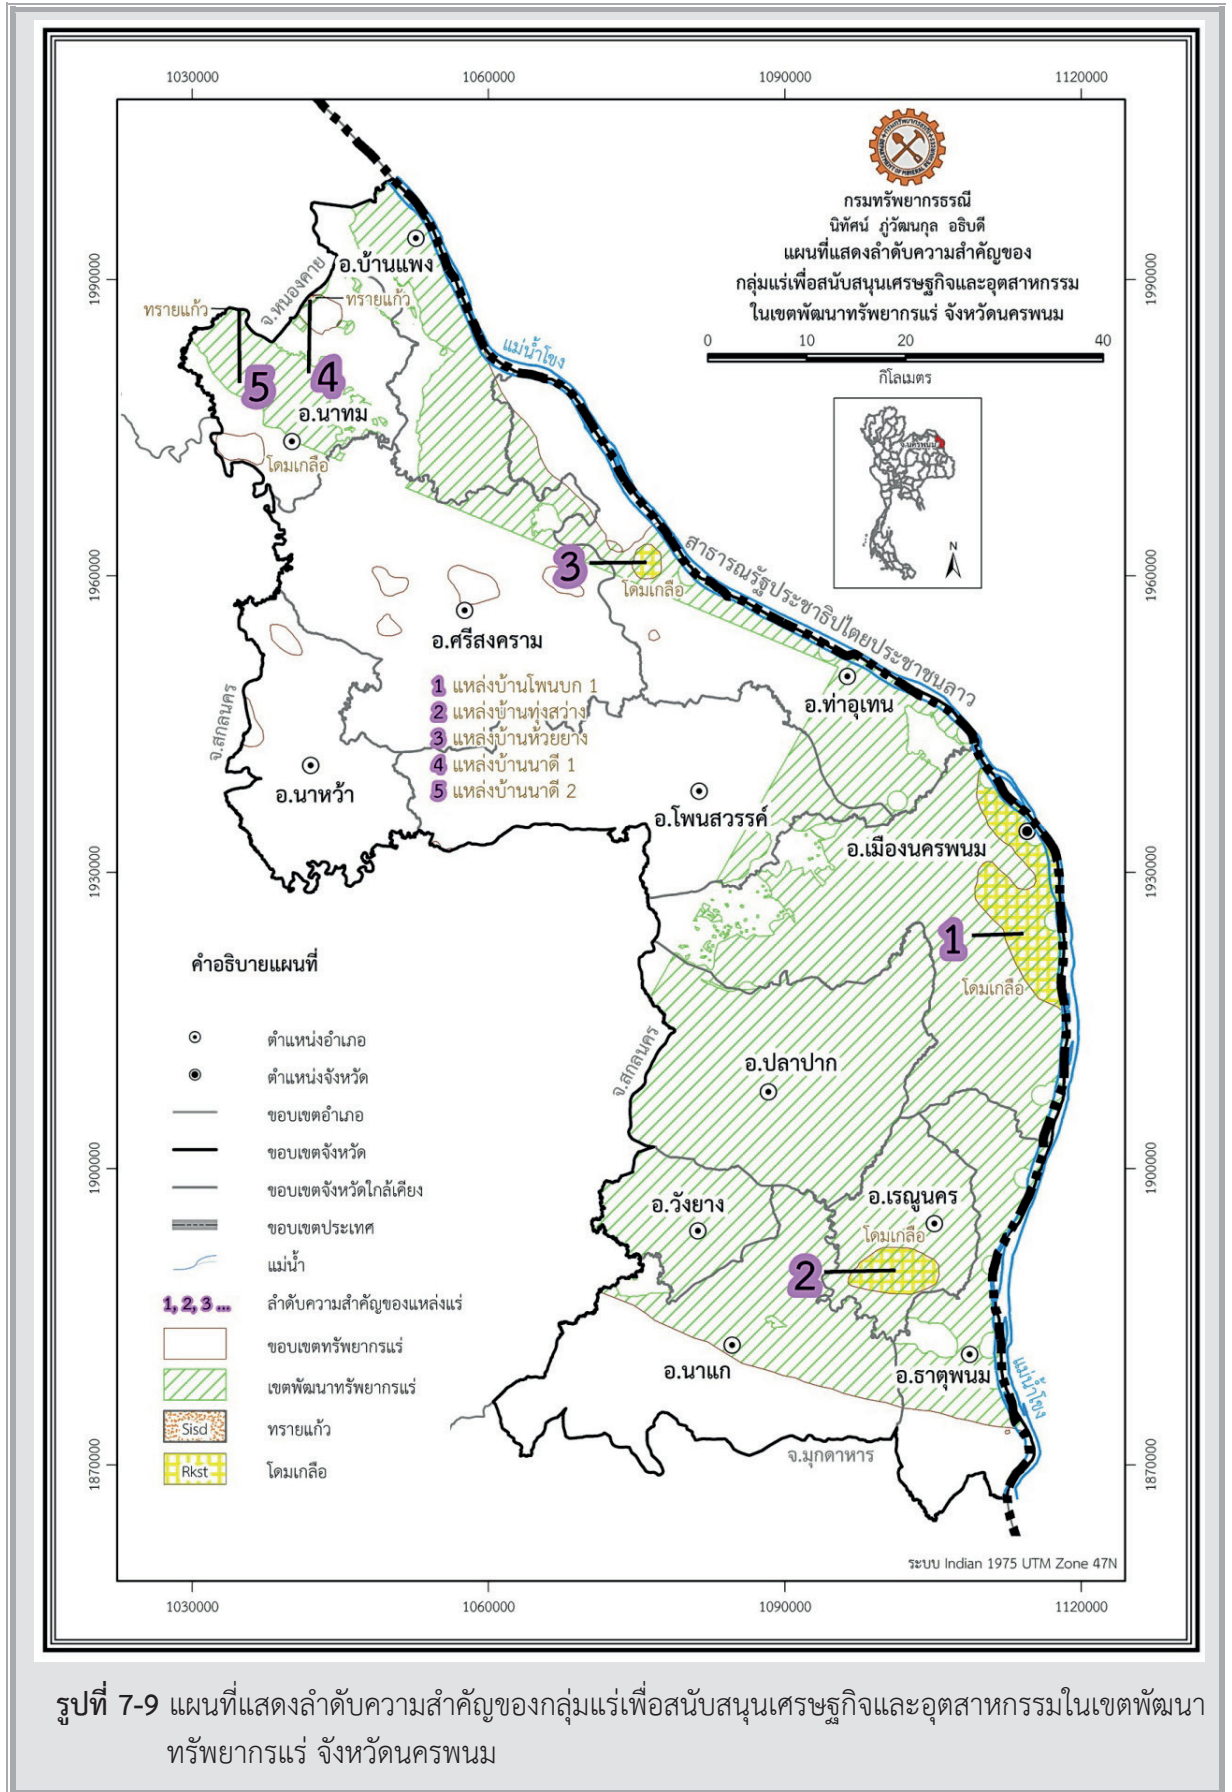 1030000 1060000 1090000 1120000
กรมทรัพยากรธรณี
DEPARTMENT OF MINERAL RESOURCES
กรมทรัพยากรธรณี
นิทัศน์ ภู่วัฒนกุล อธิบดี
แผนที่แสดงลำดับความสำคัญของ
กลุ่มแร่เพื่อสนับสนุนเศรษฐกิจและอุตสาหกรรม
ในเขตพัฒนาทรัพยากรแร่ จังหวัดนครพนม
0 10 20 40
กิโลเมตร
จ.นครพนม
N
1990000 1990000
1960000 1960000
1930000 1930000
1900000 1900000
1870000 1870000
อ.บ้านแพง
จ.หนองคาย
ทรายแก้ว
ทรายแก้ว
แม่น้ำโขง
5
4
อ.นาทม
โดมเกลือ
3
โดมเกลือ
สาธารณรัฐประชาธิปไตยประชาชนลาว
อ.ศรีสงคราม
1 แหล่งบ้านโพนบก 1
2 แหล่งบ้านทุ่งสว่าง
3 แหล่งบ้านห้วยยาง
4 แหล่งบ้านนาดี 1
5 แหล่งบ้านนาดี 2
อ.ท่าอุเทน
จ.สกลนคร
อ.นาหว้า
อ.โพนสวรรค์
อ.เมืองนครพนม
1
โดมเกลือ
จ.สกลนคร
อ.ปลาปาก
อ.วังยาง
อ.เรณูนคร
โดมเกลือ
2
อ.นาแก
อ.ธาตุพนม
แม่น้ำโขง
จ.มุกดาหาร
คำอธิบายแผนที่
ตำแหน่งอำเภอ
ตำแหน่งจังหวัด
ขอบเขตอำเภอ
ขอบเขตจังหวัด
ขอบเขตจังหวัดใกล้เคียง
ขอบเขตประเทศ
แม่น้ำ
1, 2, 3 ... ลำดับความสำคัญของแหล่งแร่
ขอบเขตทรัพยากรแร่
เขตพัฒนาทรัพยากรแร่
Sisd ทรายแก้ว
Rkst โดมเกลือ
ระบบ Indian 1975 UTM Zone 47N
1030000 1060000 1090000 1120000
รูปที่ 7-9 แผนที่แสดงลำดับความสำคัญของกลุ่มแร่เพื่อสนับสนุนเศรษฐกิจและอุตสาหกรรมในเขตพัฒนา
ทรัพยากรแร่ จังหวัดนครพนม